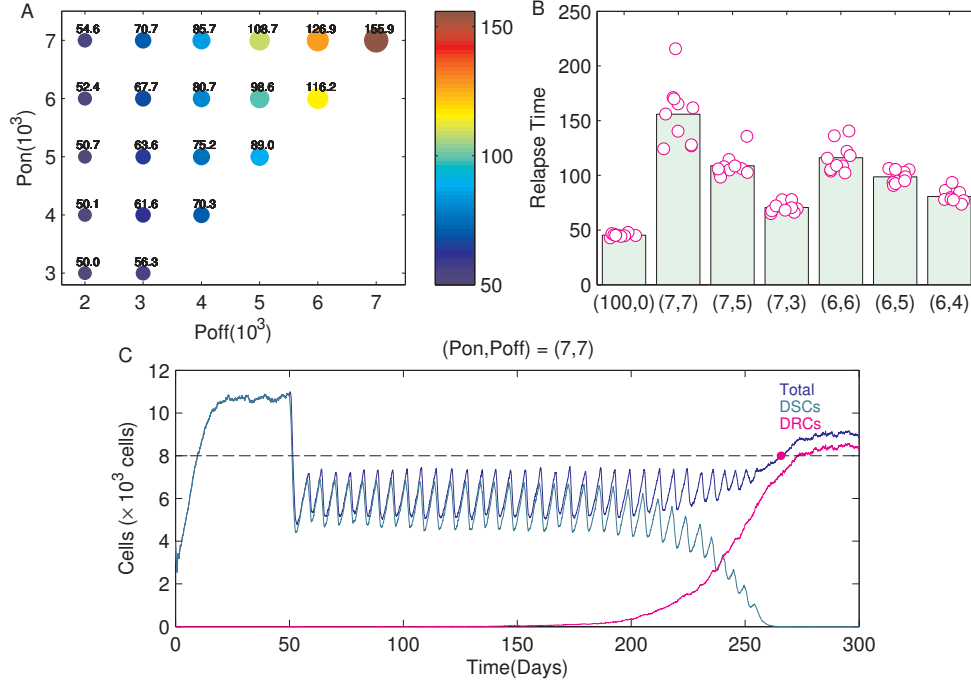 A
54.6 70.7 85.7 108.7 126.9 155.9
52.4 67.7 80.7 98.6 116.2
50.7 63.6 75.2 89.0
50.1 61.6 70.3
50.0 56.3
7
6
5
4
3
Pon(10³)
2 3 4 5 6 7
Poff(10³)
150
100
50
B
250
200
150
100
50
0
Relapse Time
(100,0) (7,7) (7,5) (7,3) (6,6) (6,5) (6,4)
C
(Pon,Poff) = (7,7)
12
10
8
6
4
2
0
Cells (× 10³ cells)
Total
DSCs
DRCs
0 50 100 150 200 250 300
Time(Days)